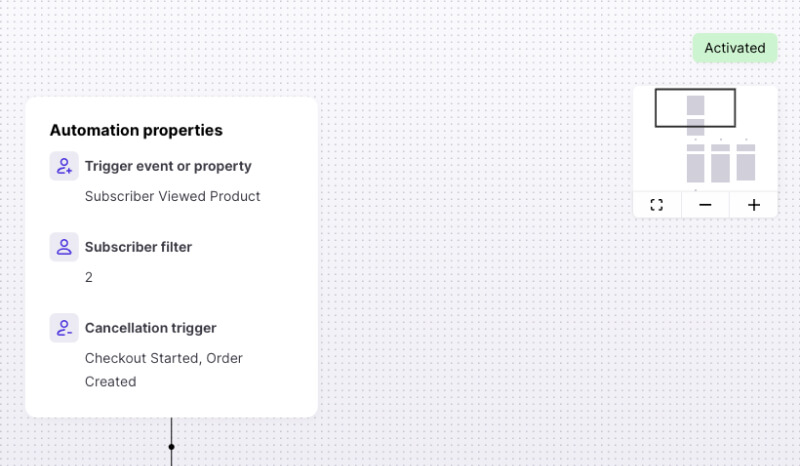 Activated
Automation properties
Trigger event or property
Subscriber Viewed Product
Subscriber filter
2
Cancellation trigger
Checkout Started, Order
Created